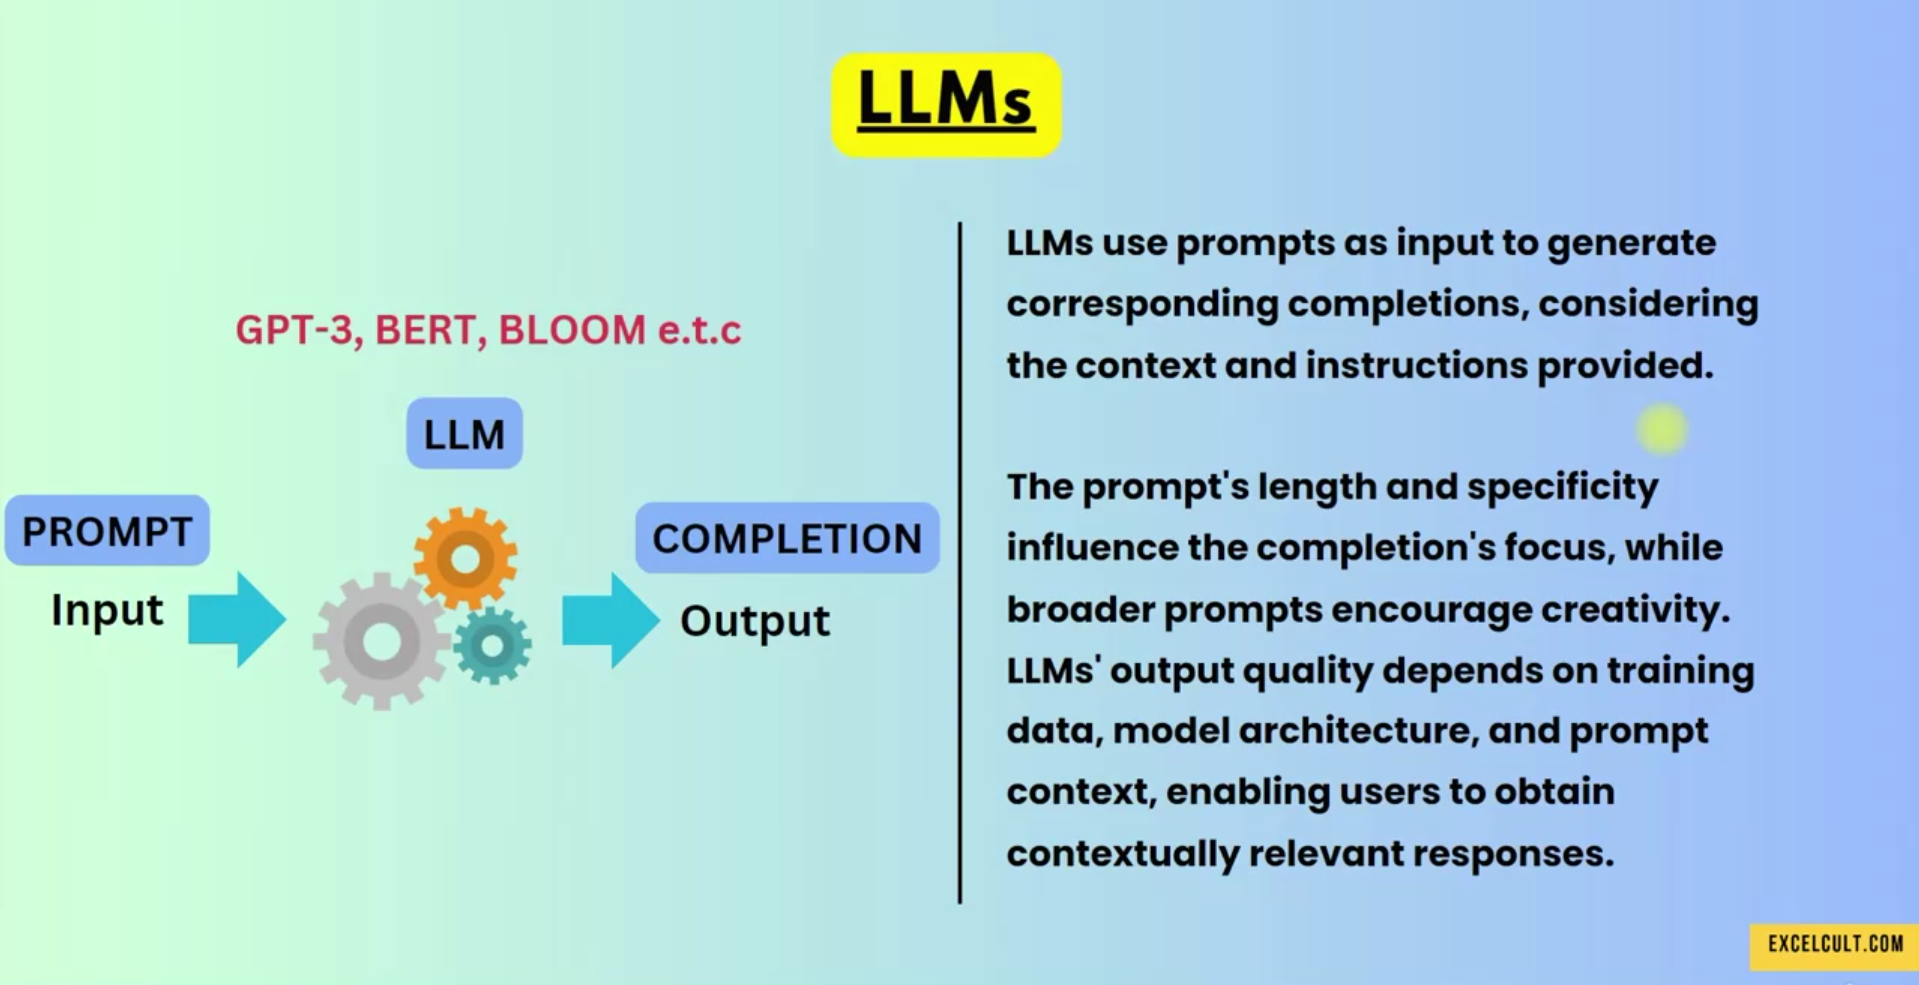 LLMs
GPT-3, BERT, BLOOM e.t.c
LLM
PROMPT
Input
COMPLETION
Output
LLMs use prompts as input to generate
corresponding completions, considering
the context and instructions provided.
The prompt's length and specificity
influence the completion's focus, while
broader prompts encourage creativity.
LLMs' output quality depends on training
data, model architecture, and prompt
context, enabling users to obtain
contextually relevant responses.
EXCELCULT.COM